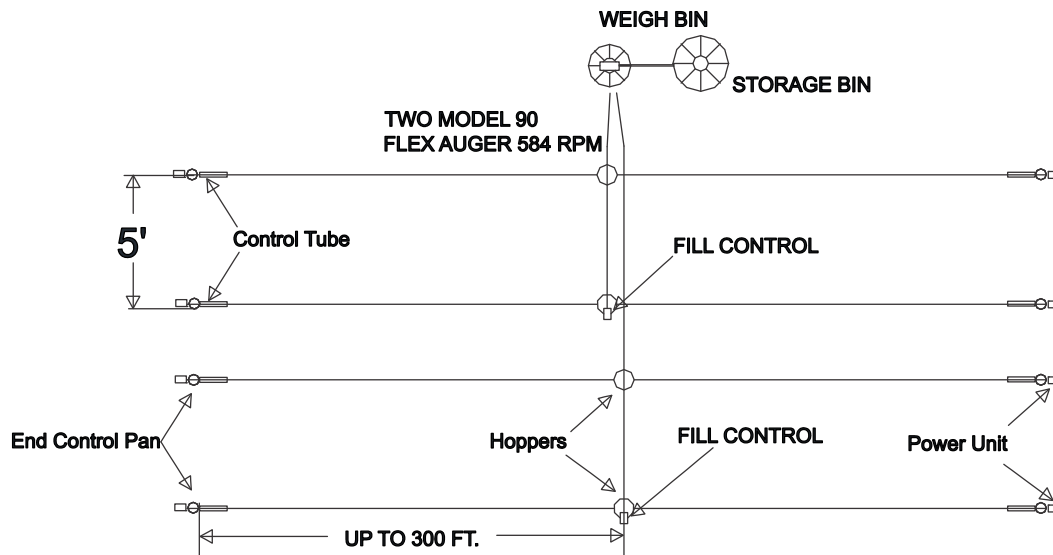 WEIGH BIN
STORAGE BIN
TWO MODEL 90
FLEX AUGER 584 RPM
5'
Control Tube
FILL CONTROL
End Control Pan
Hoppers
FILL CONTROL
Power Unit
UP TO 300 FT.